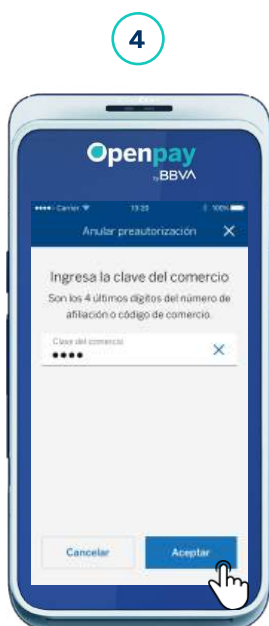 4
Openpay
by BBVA
Carrier 13:20 100%
Anular preautorización
Ingresa la clave del comercio
Son los 4 últimos dígitos del número de
afiliación o código de comercio.
Clave del comercio
Cancelar Aceptar